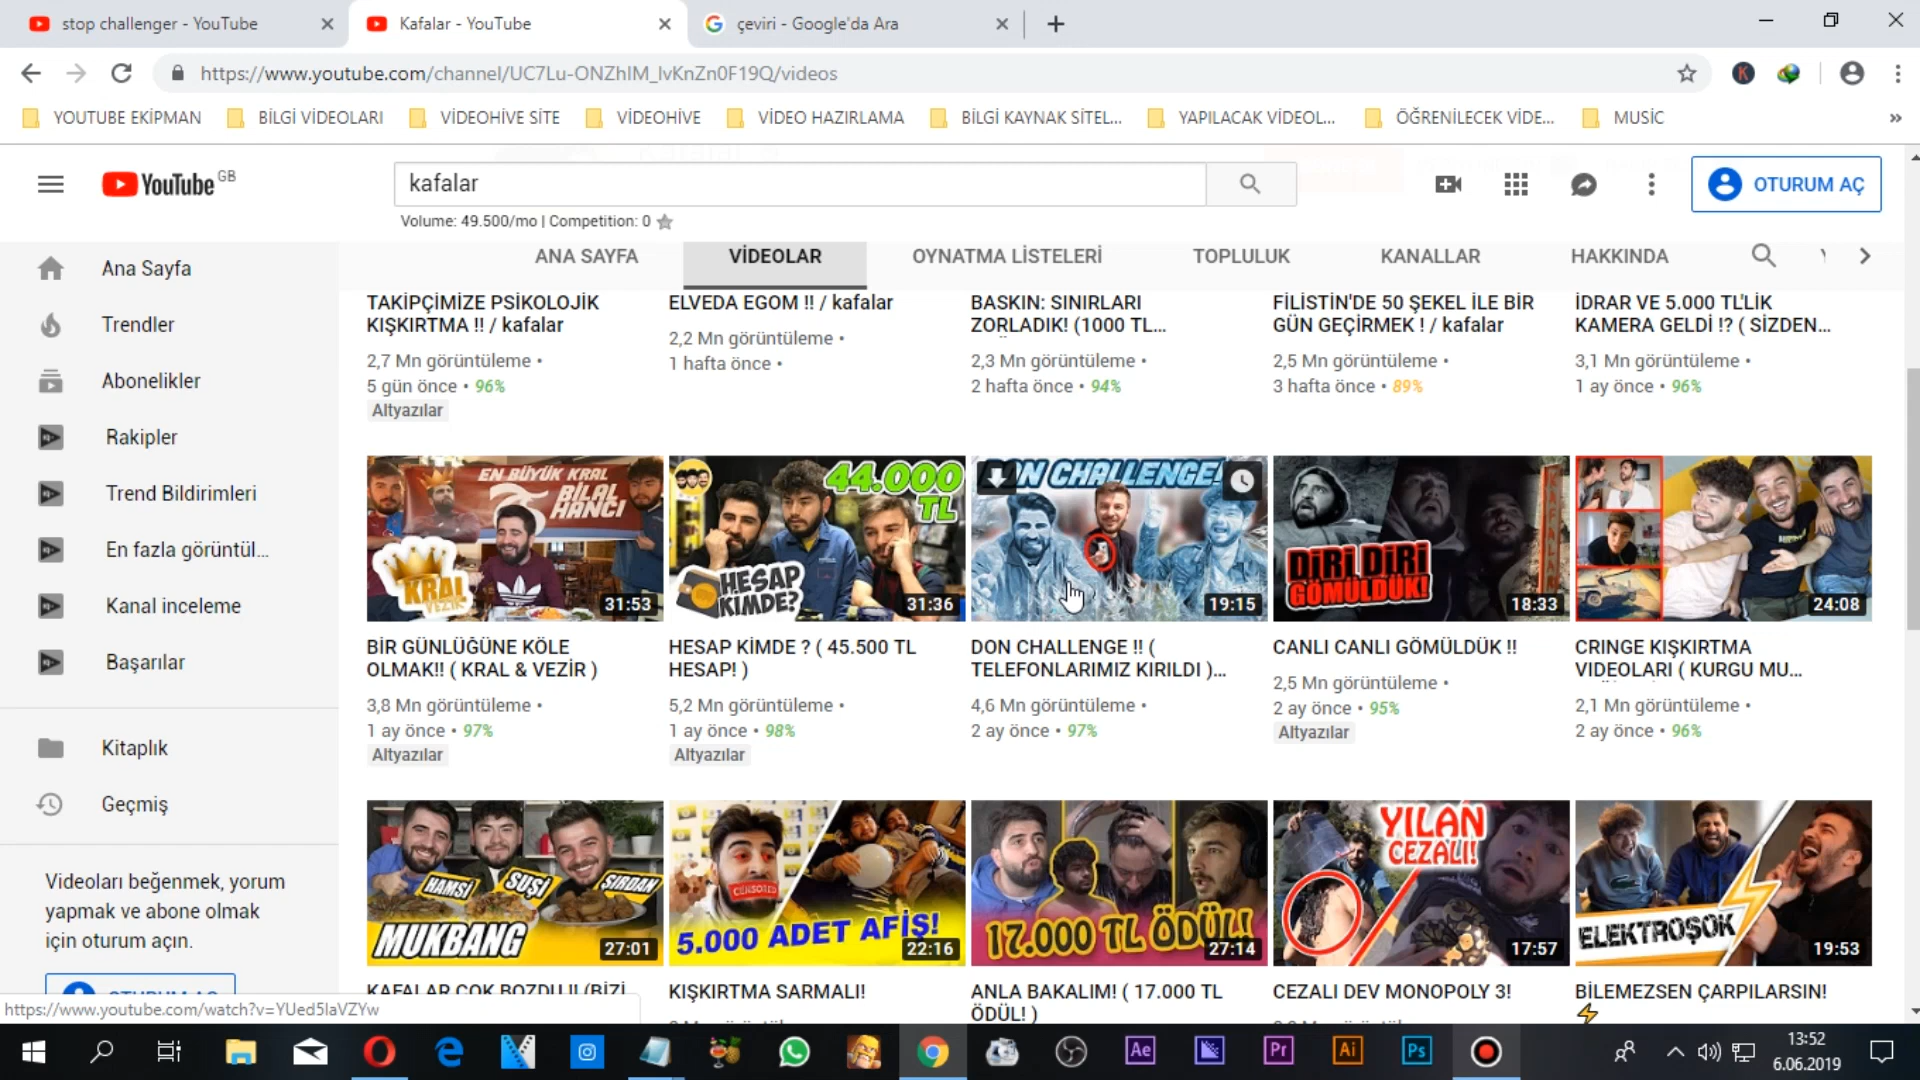 stop challenger - YouTube
Kafalar - YouTube
çeviri - Google'da Ara
https://www.youtube.com/channel/UC7Lu-ONZhIM_lvKnZn0F19Q/videos
YOUTUBE EKİPMAN
BİLGİ VİDEOLARI
VİDEOHİVE SİTE
VİDEOHİVE
VİDEO HAZIRLAMA
BİLGİ KAYNAK SİTEL...
YAPILACAK VİDEOL...
ÖĞRENİLECEK VİDE...
MUSİC
YouTube GB
kafalar
OTURUM AÇ
Volume: 49.500/mo | Competition: 0
ANA SAYFA
VİDEOLAR
OYNATMA LİSTELERİ
TOPLULUK
KANALLAR
HAKKINDA
Ana Sayfa
Trendler
Abonelikler
Rakipler
Trend Bildirimleri
En fazla görüntül...
Kanal inceleme
Başarılar
Kitaplık
Geçmiş
Videoları beğenmek, yorum
yapmak ve abone olmak
için oturum açın.
TAKİPÇİMİZE PSİKOLOJİK
KIŞKIRTMA !! / kafalar
2,7 Mn görüntüleme •
5 gün önce • 96%
Altyazılar
ELVEDA EGOM !! / kafalar
2,2 Mn görüntüleme •
1 hafta önce •
BASKIN: SINIRLARI
ZORLADIK! (1000 TL...
2,3 Mn görüntüleme •
2 hafta önce • 94%
FİLİSTİN'DE 50 ŞEKEL İLE BİR
GÜN GEÇİRMEK ! / kafalar
2,5 Mn görüntüleme •
3 hafta önce • 89%
İDRAR VE 5.000 TL'LİK
KAMERA GELDİ !? ( SİZDEN...
3,1 Mn görüntüleme •
1 ay önce • 96%
EN BÜYÜK KRAL
BİLAL
HANCI
KRAL
VEZİR
31:53
BİR GÜNLÜĞÜNE KÖLE
OLMAK!! ( KRAL & VEZİR )
3,8 Mn görüntüleme •
1 ay önce • 97%
Altyazılar
44.000
TL
HESAP
KİMDE?
31:36
HESAP KİMDE ? ( 45.500 TL
HESAP! )
5,2 Mn görüntüleme •
1 ay önce • 98%
Altyazılar
ON CHALLENGE!
19:15
DON CHALLENGE !! (
TELEFONLARIMIZ KIRILDI )...
4,6 Mn görüntüleme •
2 ay önce • 97%
DİRİ DİRİ
GÖMÜLDÜK!
18:33
CANLI CANLI GÖMÜLDÜK !!
2,5 Mn görüntüleme •
2 ay önce • 95%
Altyazılar
24:08
CRINGE KIŞKIRTMA
VIDEOLARI ( KURGU MU...
2,1 Mn görüntüleme •
2 ay önce • 96%
HAMSİ
SUŞİ
ŞIRDAN
MUKBANG
27:01
KAFALAR ÇOK BOZDU !! (BİZİ
CENSORED
5.000 ADET AFİŞ!
22:16
KIŞKIRTMA SARMALI!
17.000 TL ÖDÜL!
27:14
ANLA BAKALIM! ( 17.000 TL
ÖDÜL! )
YILAN
CEZALI!
17:57
CEZALI DEV MONOPOLY 3!
ELEKTROŞOK
19:53
BİLEMEZSEN ÇARPILARSIN!
https://www.youtube.com/watch?v=YUed5laVZYw
Ae
Pr
Ai
Ps
13:52
6.06.2019